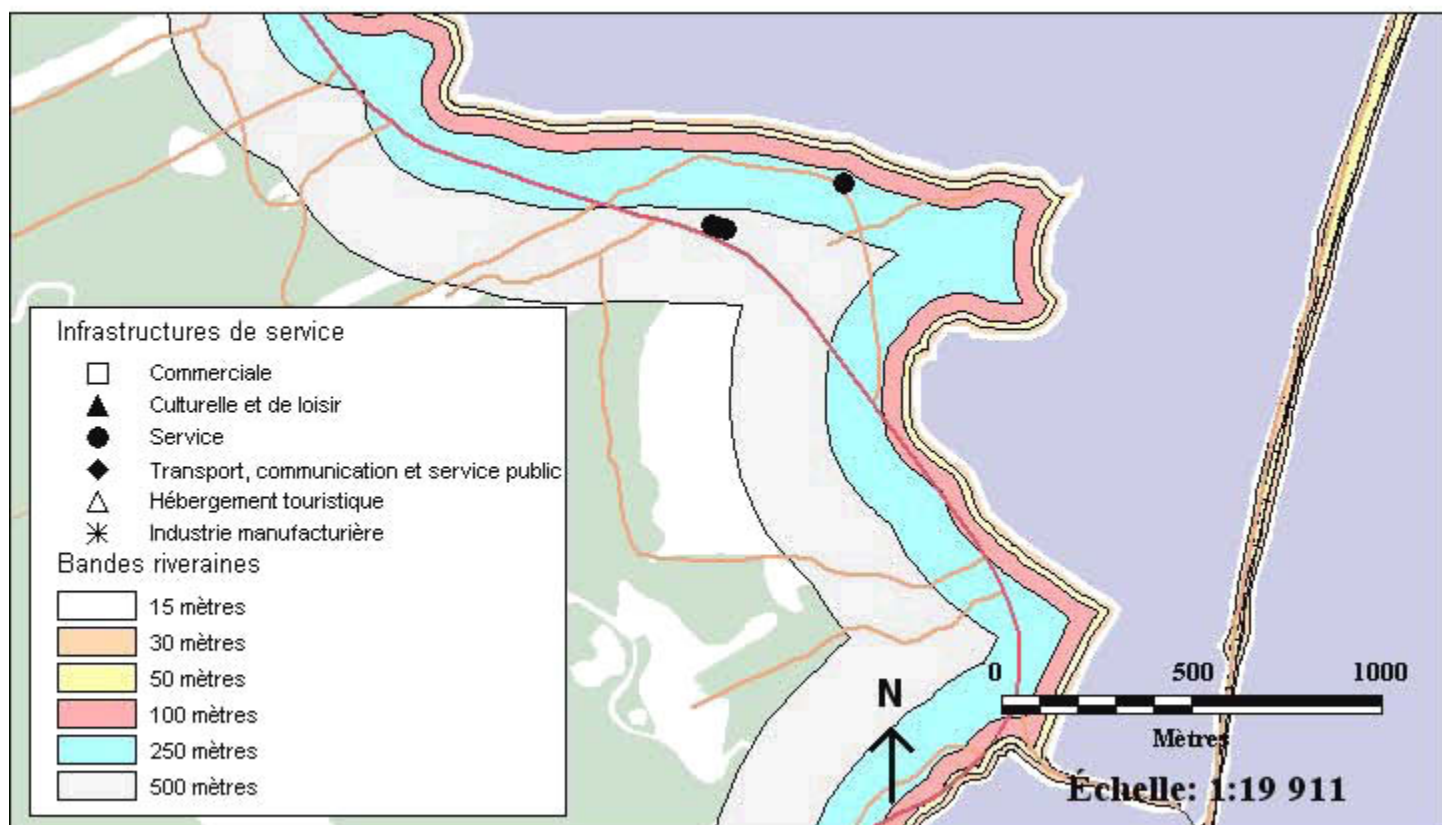 Infrastructures de service
Commerciale
Culturelle et de loisir
Service
Transport, communication et service public
Hébergement touristique
Industrie manufacturière
Bandes riveraines
15 mètres
30 mètres
50 mètres
100 mètres
250 mètres
500 mètres
N
0 500 1000
Mètres
Échelle: 1:19 911